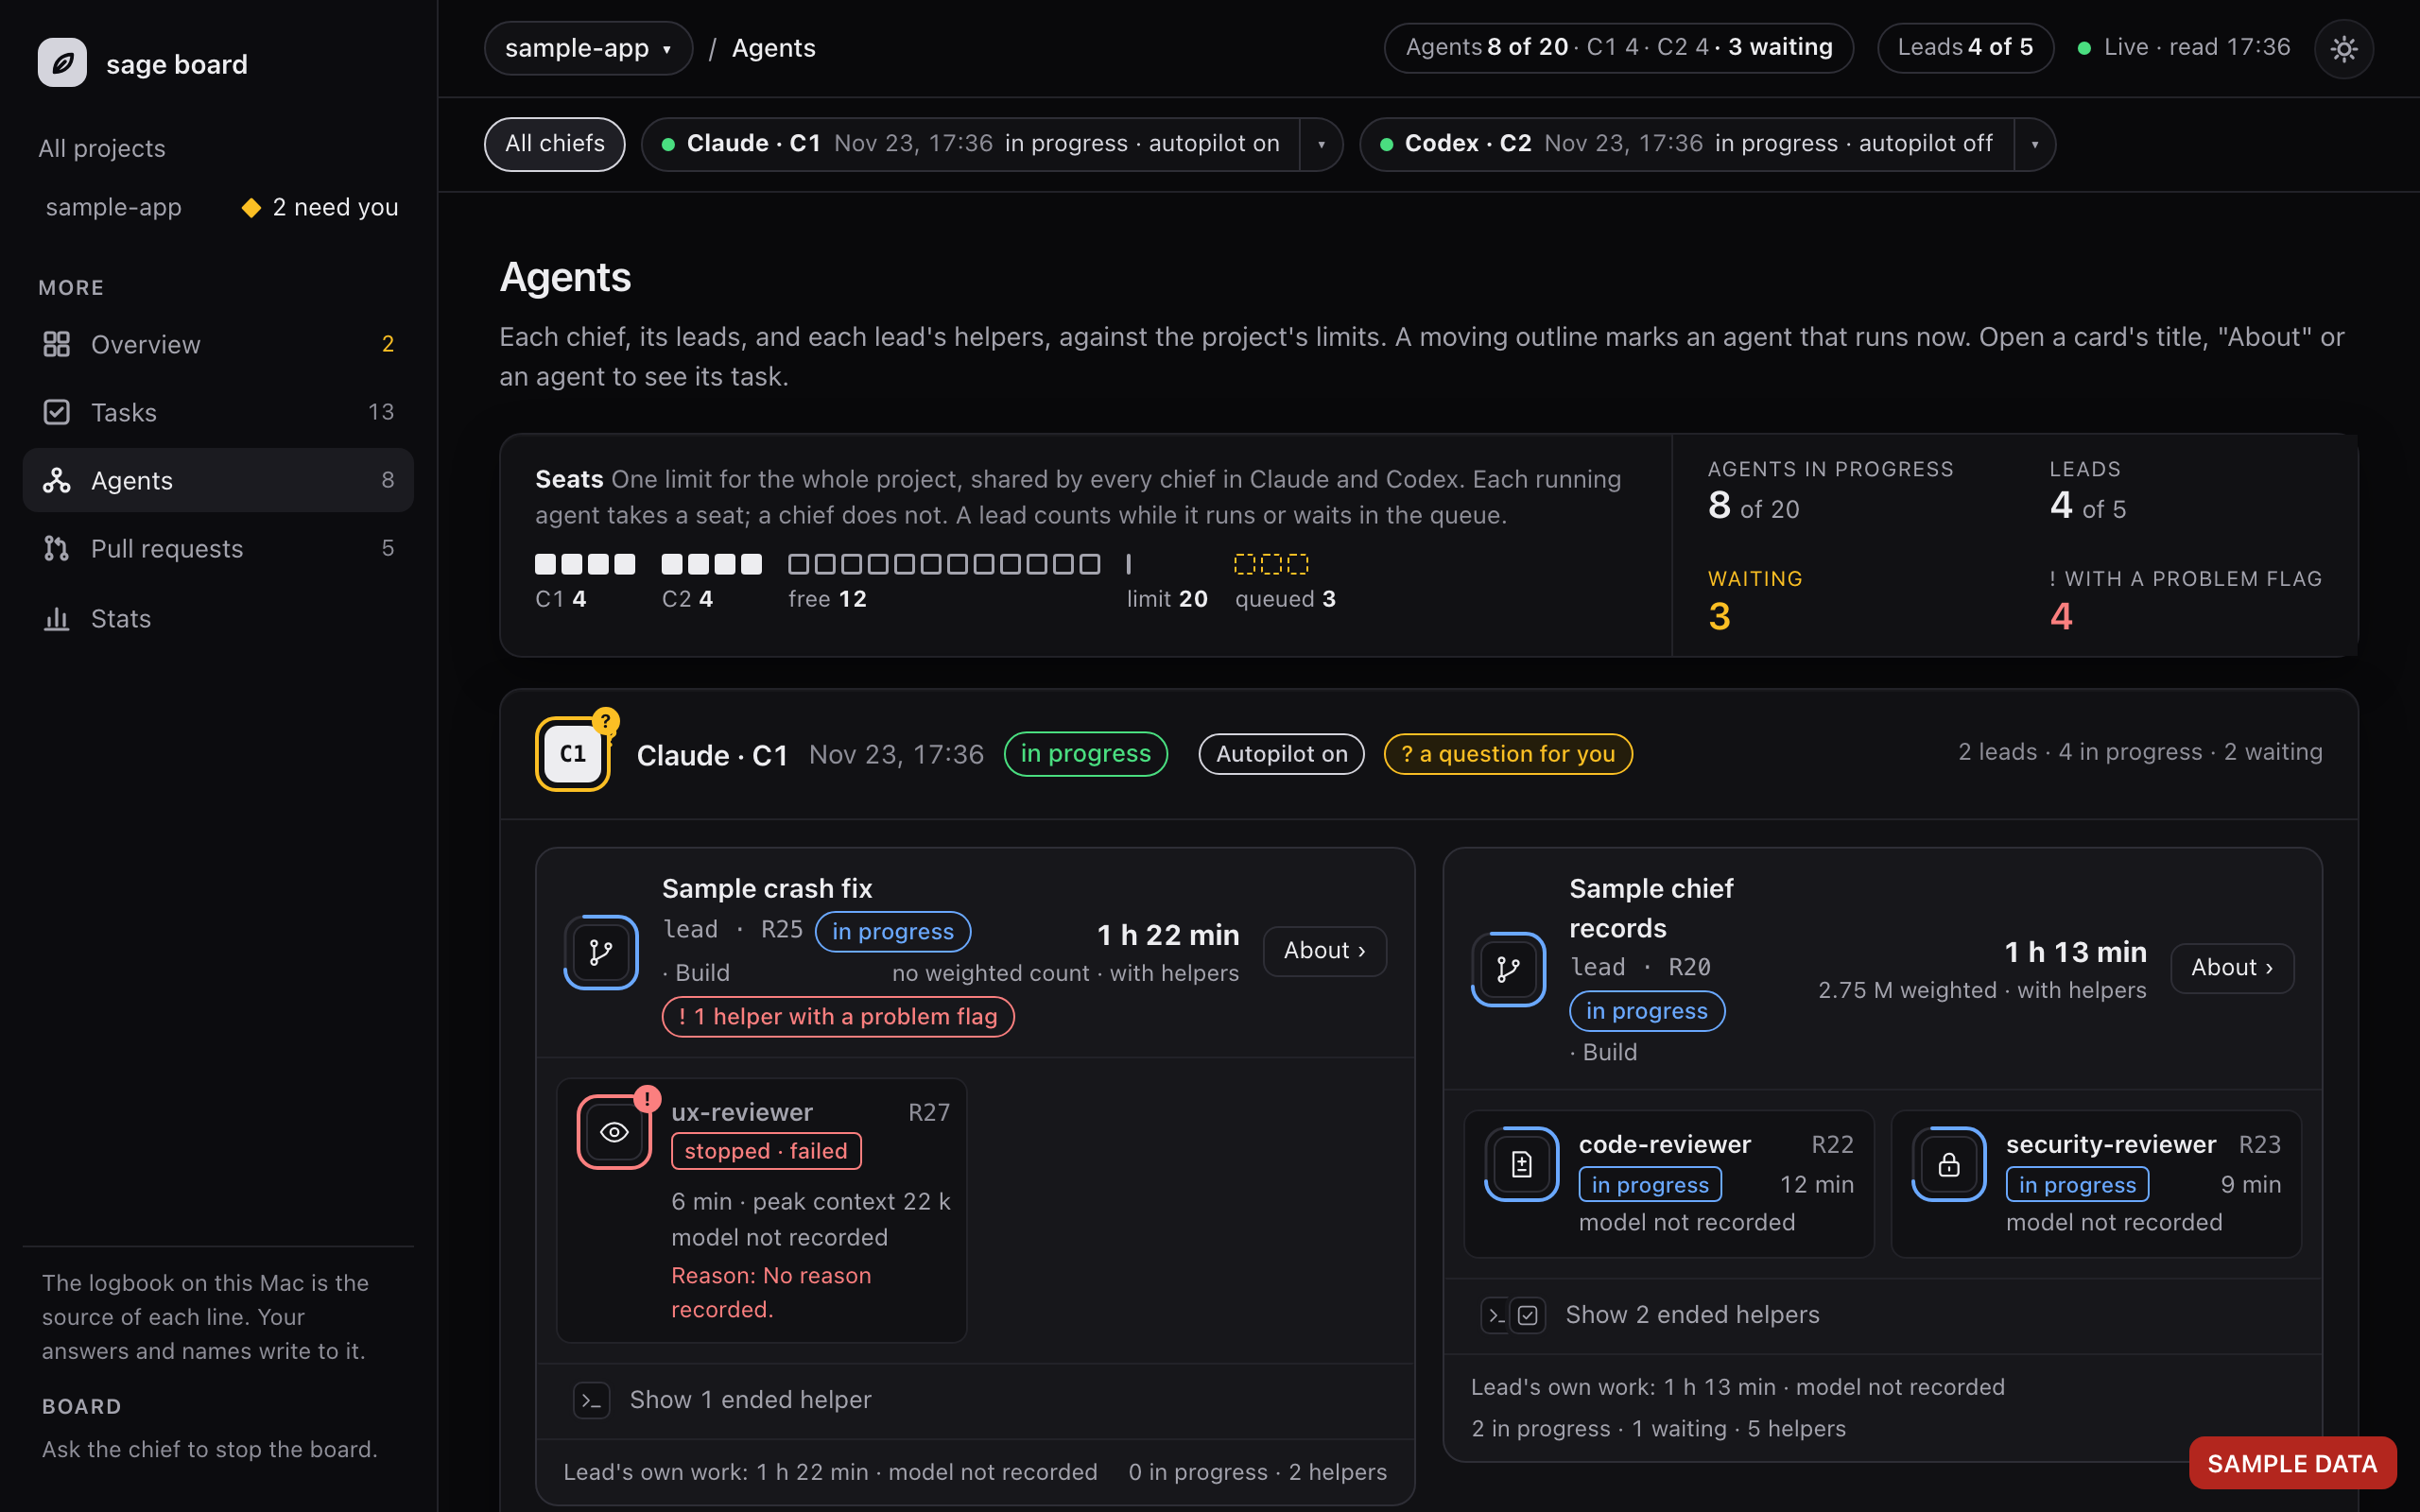 sage board
All projects
sample-app ◆ 2 need you
MORE
Overview 2
Tasks 13
Agents 8
Pull requests 5
Stats
The logbook on this Mac is the
source of each line. Your
answers and names write to it.
BOARD
Ask the chief to stop the board.
sample-app ▾ / Agents
Agents 8 of 20 · C1 4 · C2 4 · 3 waiting
Leads 4 of 5
Live · read 17:36
All chiefs
Claude · C1 Nov 23, 17:36 in progress · autopilot on ▾
Codex · C2 Nov 23, 17:36 in progress · autopilot off ▾
Agents
Each chief, its leads, and each lead's helpers, against the project's limits. A moving outline marks an agent that runs now. Open a card's title, "About" or
an agent to see its task.
Seats One limit for the whole project, shared by every chief in Claude and Codex. Each running
agent takes a seat; a chief does not. A lead counts while it runs or waits in the queue.
C1 4 C2 4 free 12 limit 20 queued 3
AGENTS IN PROGRESS
8 of 20
LEADS
4 of 5
WAITING
3
! WITH A PROBLEM FLAG
4
C1 ?
Claude · C1 Nov 23, 17:36 in progress Autopilot on ? a question for you
2 leads · 4 in progress · 2 waiting
Sample crash fix
lead · R25 in progress
· Build
! 1 helper with a problem flag
1 h 22 min
no weighted count · with helpers
About ›
!
ux-reviewer R27
stopped · failed
6 min · peak context 22 k
model not recorded
Reason: No reason
recorded.
Show 1 ended helper
Lead's own work: 1 h 22 min · model not recorded 0 in progress · 2 helpers
Sample chief
records
lead · R20
in progress
· Build
1 h 13 min
2.75 M weighted · with helpers
About ›
code-reviewer R22
in progress 12 min
model not recorded
security-reviewer R23
in progress 9 min
model not recorded
Show 2 ended helpers
Lead's own work: 1 h 13 min · model not recorded
2 in progress · 1 waiting · 5 helpers
SAMPLE DATA